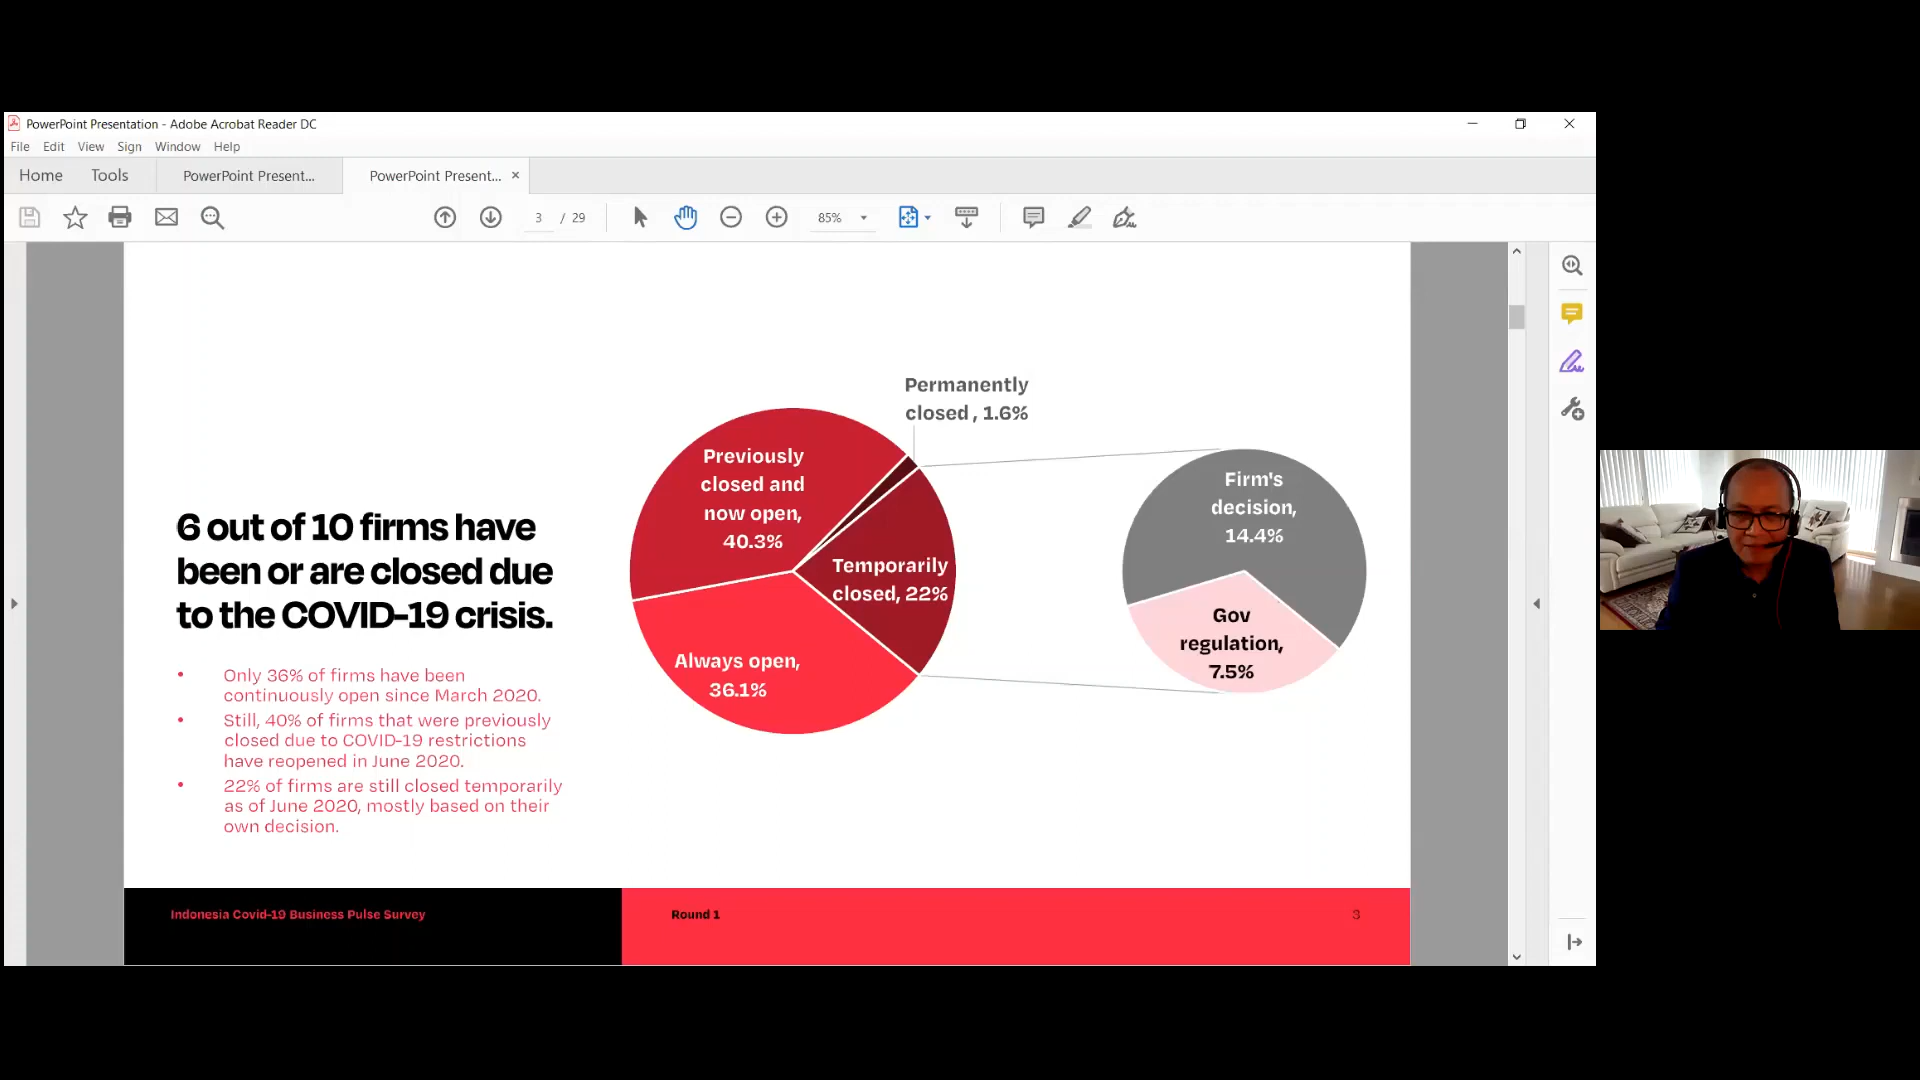 PowerPoint Presentation - Adobe Acrobat Reader DC
File Edit View Sign Window Help
Home Tools PowerPoint Present... PowerPoint Present... ×
3 / 29 85%
Permanently
closed , 1.6%
Previously
closed and
now open,
40.3%
Temporarily
closed, 22%
Always open,
36.1%
Firm's
decision,
14.4%
Gov
regulation,
7.5%
6 out of 10 firms have
been or are closed due
to the COVID-19 crisis.
• Only 36% of firms have been
continuously open since March 2020.
• Still, 40% of firms that were previously
closed due to COVID-19 restrictions
have reopened in June 2020.
• 22% of firms are still closed temporarily
as of June 2020, mostly based on their
own decision.
Indonesia Covid-19 Business Pulse Survey Round 1 3